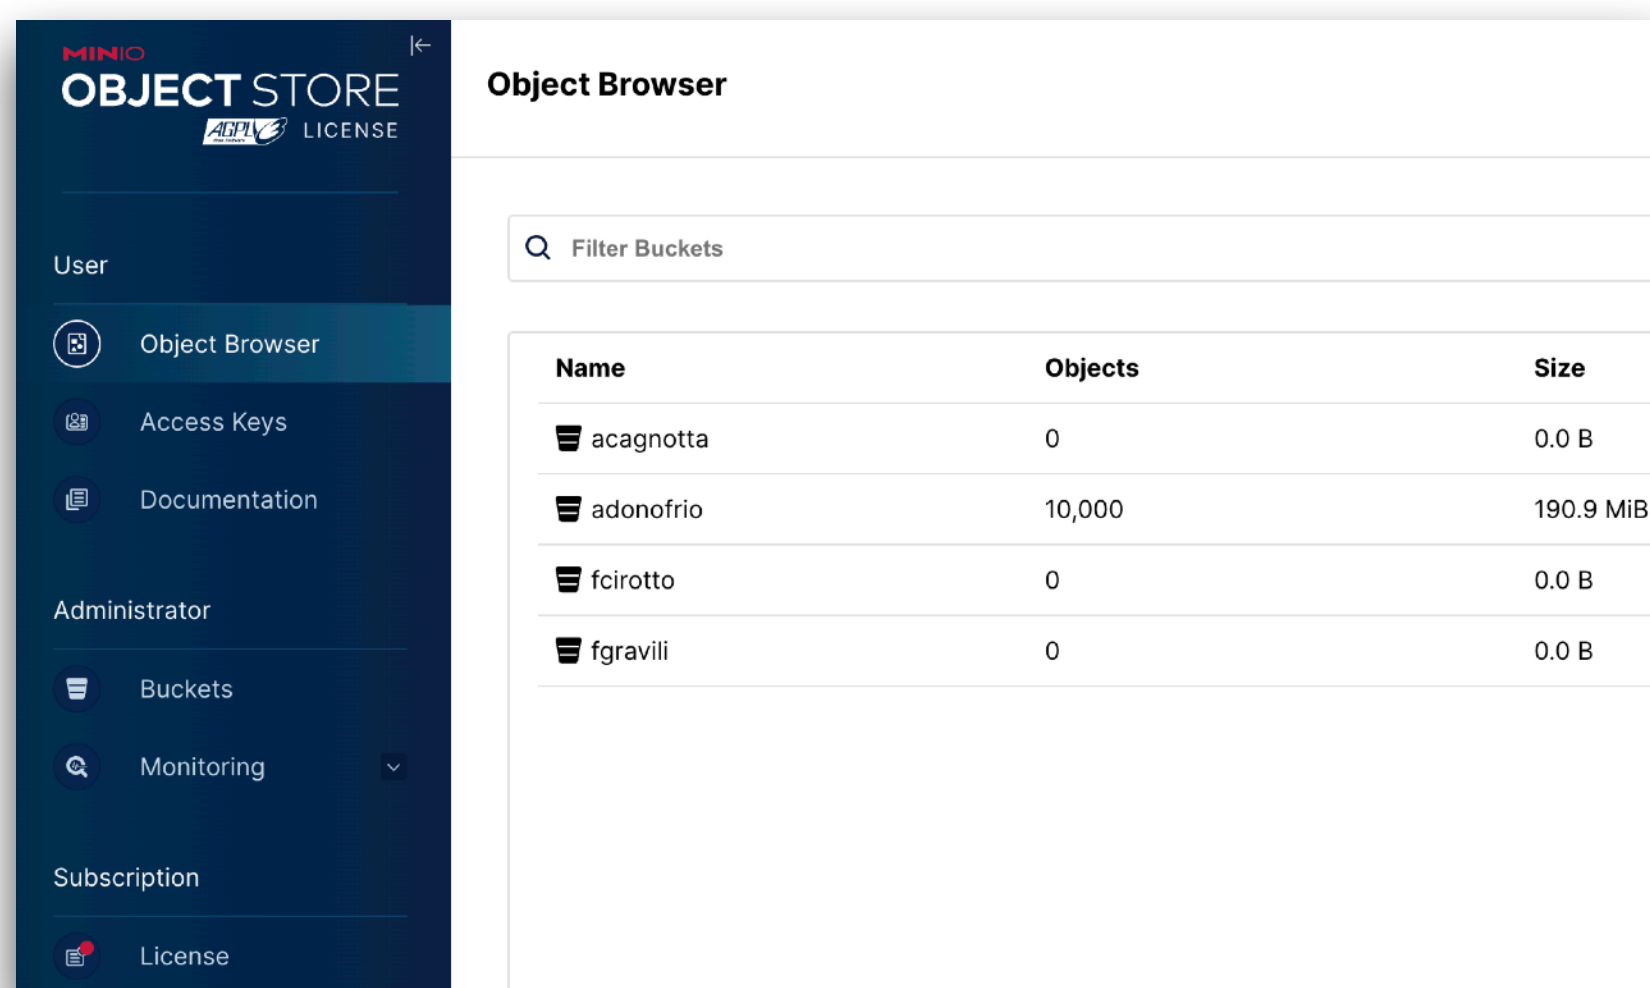 MINIO
OBJECT STORE
AGPLV3 LICENSE
User
Object Browser
Access Keys
Documentation
Administrator
Buckets
Monitoring
Subscription
License
Object Browser
Filter Buckets
Name Objects Size
acagnotta 0 0.0 B
adonofrio 10,000 190.9 MiB
fcirotto 0 0.0 B
fgravili 0 0.0 B